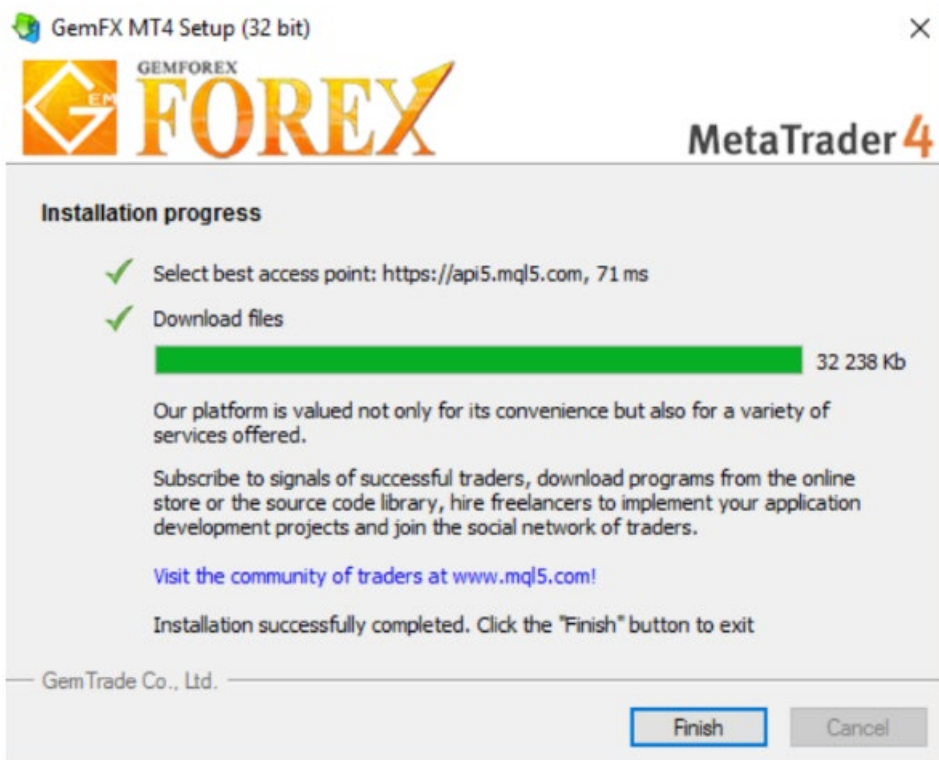 GemFX MT4 Setup (32 bit)
GEM
GEMFOREX
FOREX
MetaTrader 4
Installation progress
Select best access point: https://api5.mql5.com, 71 ms
Download files
32 238 Kb
Our platform is valued not only for its convenience but also for a variety of
services offered.
Subscribe to signals of successful traders, download programs from the online
store or the source code library, hire freelancers to implement your application
development projects and join the social network of traders.
Visit the community of traders at www.mql5.com!
Installation successfully completed. Click the "Finish" button to exit
GemTrade Co., Ltd.
Finish
Cancel